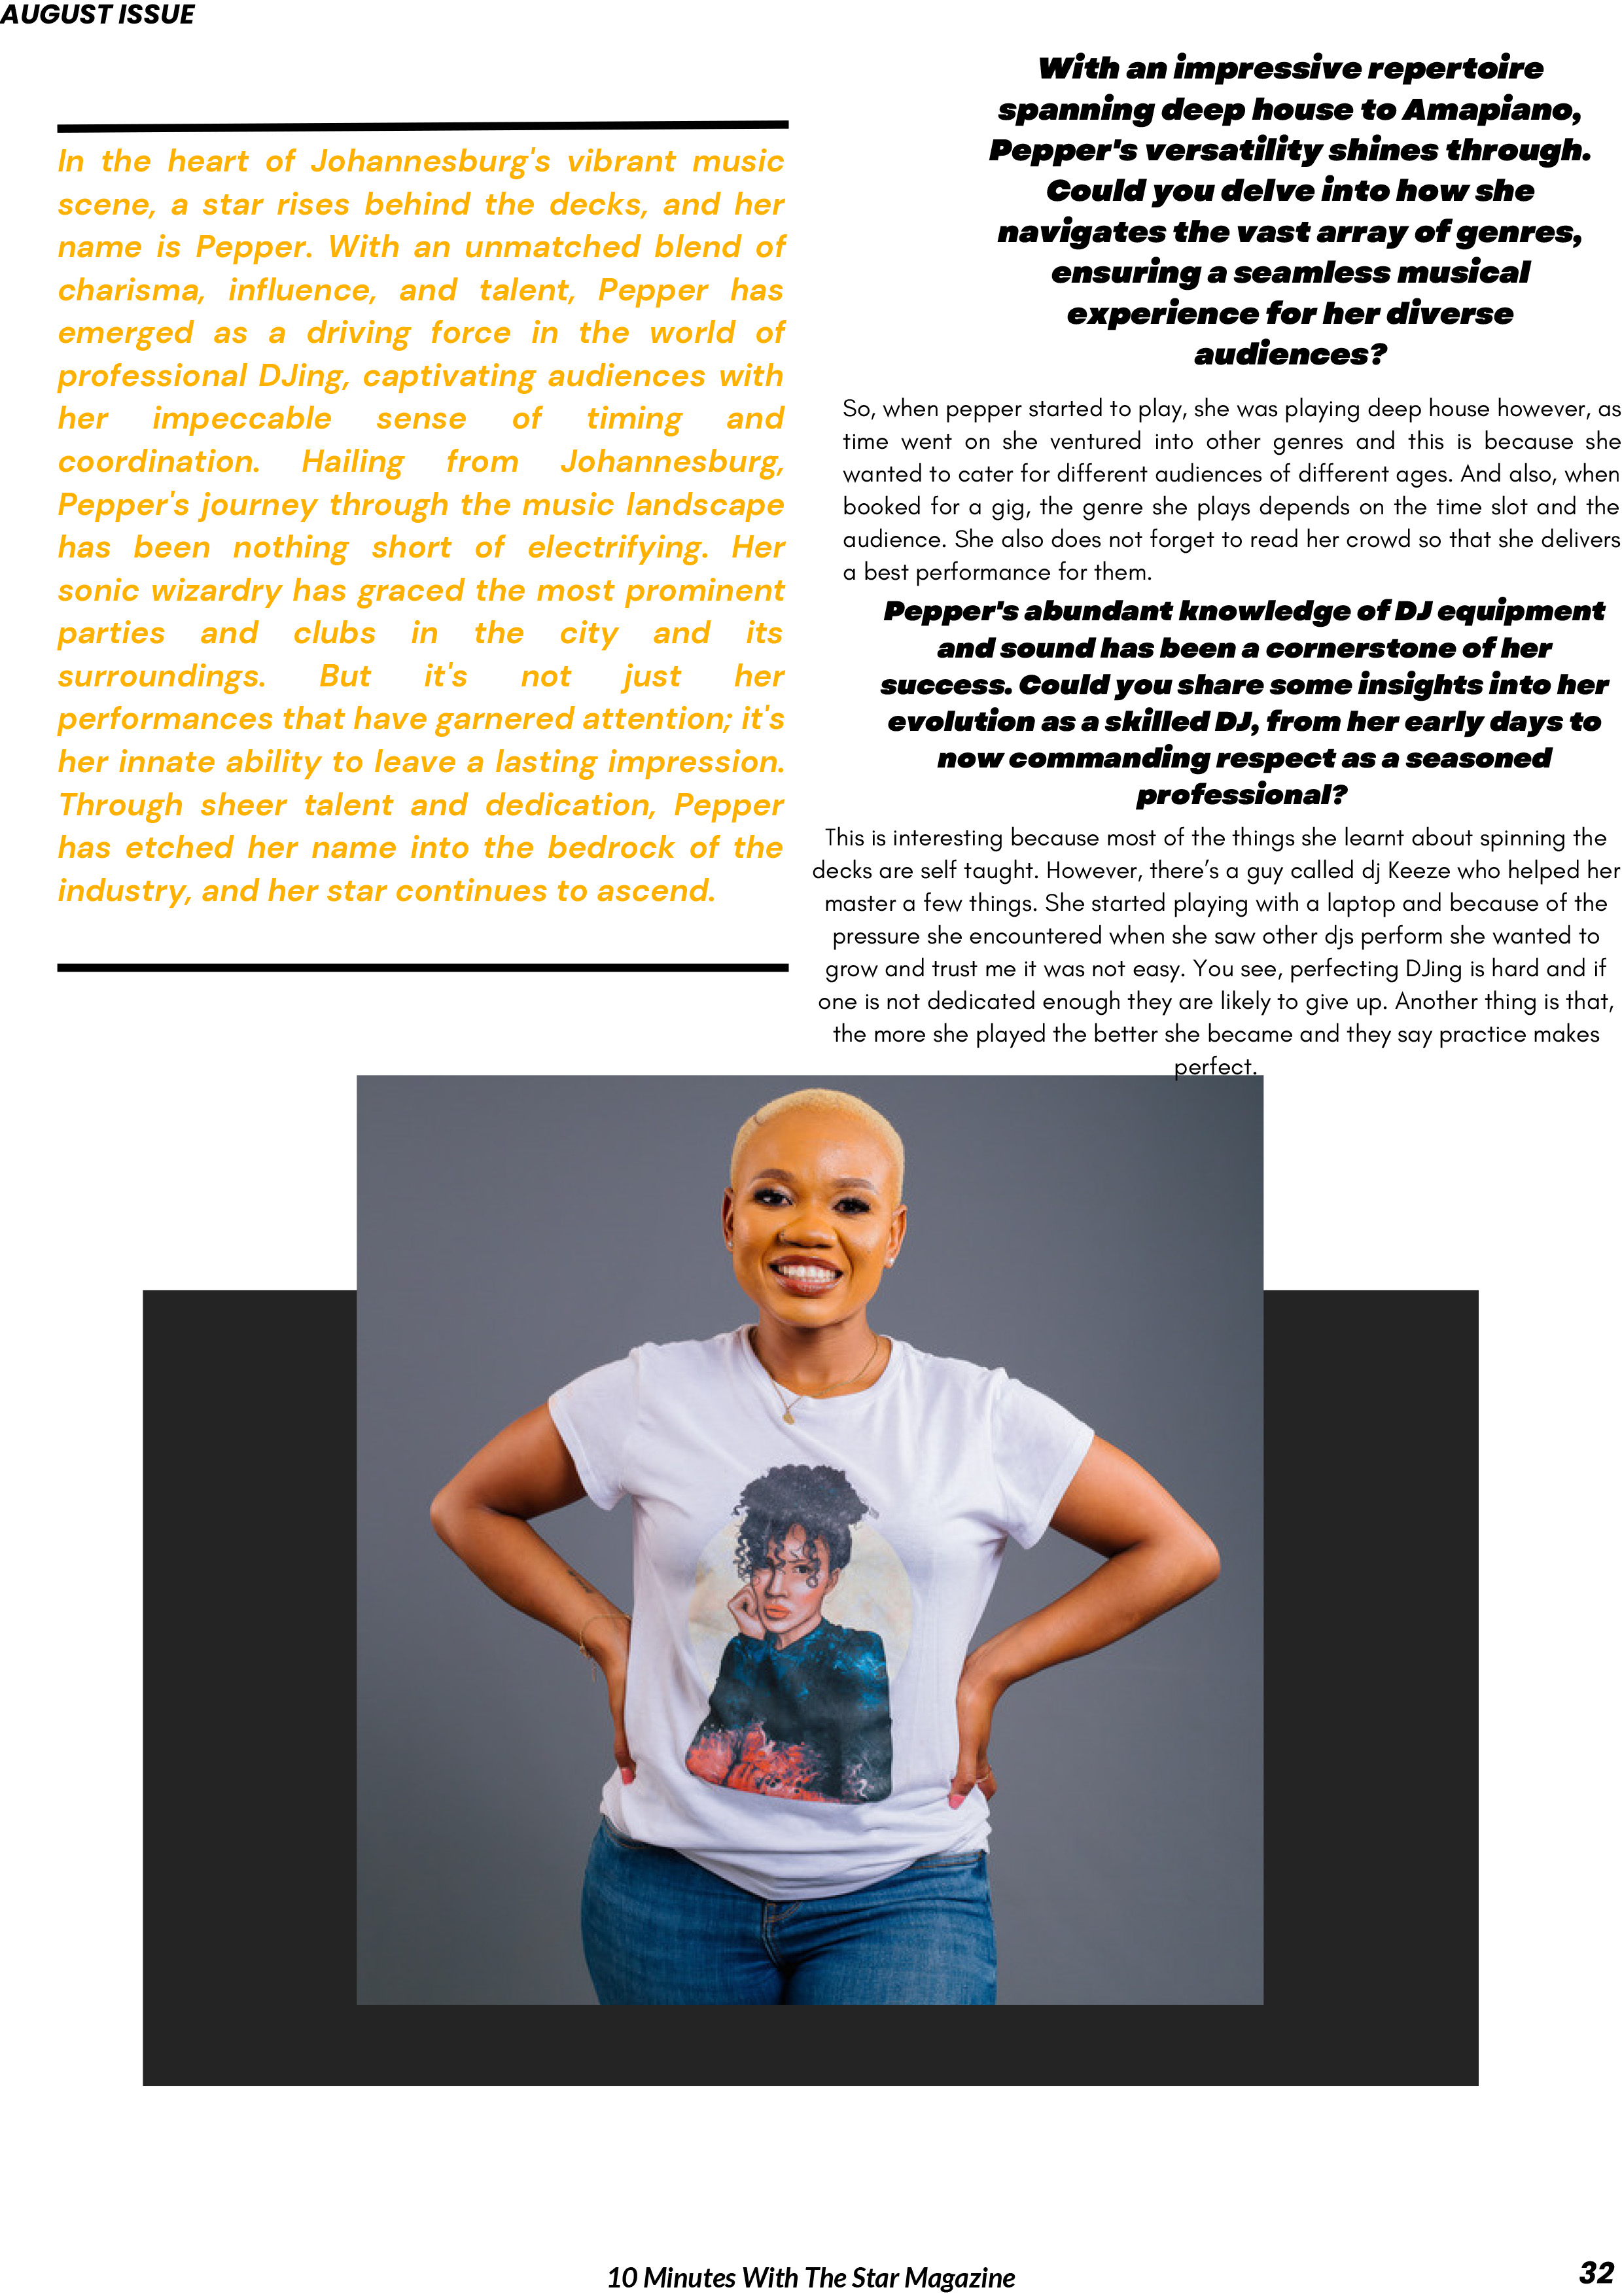 AUGUST ISSUE
In the heart of Johannesburg's vibrant music
scene, a star rises behind the decks, and her
name is Pepper. With an unmatched blend of
charisma, influence, and talent, Pepper has
emerged as a driving force in the world of
professional DJing, captivating audiences with
her impeccable sense of timing and
coordination. Hailing from Johannesburg,
Pepper's journey through the music landscape
has been nothing short of electrifying. Her
sonic wizardry has graced the most prominent
parties and clubs in the city and its
surroundings. But it's not just her
performances that have garnered attention; it's
her innate ability to leave a lasting impression.
Through sheer talent and dedication, Pepper
has etched her name into the bedrock of the
industry, and her star continues to ascend.
With an impressive repertoire
spanning deep house to Amapiano,
Pepper's versatility shines through.
Could you delve into how she
navigates the vast array of genres,
ensuring a seamless musical
experience for her diverse
audiences?
So, when pepper started to play, she was playing deep house however, as
time went on she ventured into other genres and this is because she
wanted to cater for different audiences of different ages. And also, when
booked for a gig, the genre she plays depends on the time slot and the
audience. She also does not forget to read her crowd so that she delivers
a best performance for them.
Pepper's abundant knowledge of DJ equipment
and sound has been a cornerstone of her
success. Could you share some insights into her
evolution as a skilled DJ, from her early days to
now commanding respect as a seasoned
professional?
This is interesting because most of the things she learnt about spinning the
decks are self taught. However, there’s a guy called dj Keeze who helped her
master a few things. She started playing with a laptop and because of the
pressure she encountered when she saw other djs perform she wanted to
grow and trust me it was not easy. You see, perfecting DJing is hard and if
one is not dedicated enough they are likely to give up. Another thing is that,
the more she played the better she became and they say practice makes
perfect.
10 Minutes With The Star Magazine
32